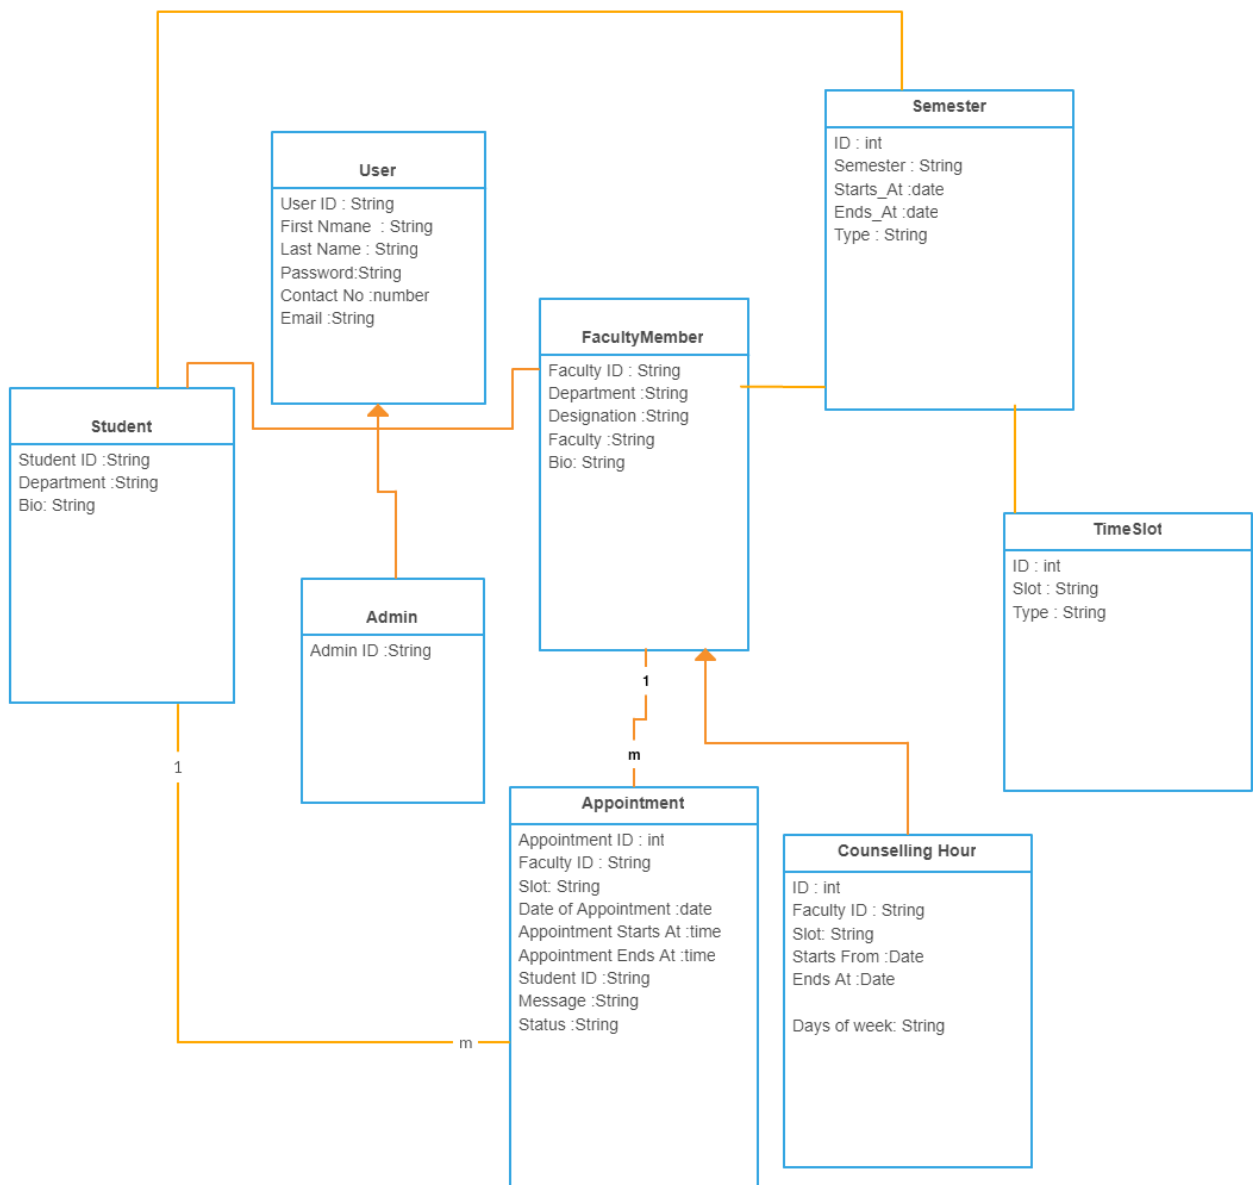 Semester
ID : int
Semester : String
Starts_At :date
Ends_At :date
Type : String
User
User ID : String
First Nmane  : String
Last Name : String
Password:String
Contact No :number
Email :String
FacultyMember
Faculty ID : String
Department :String
Designation :String
Faculty :String
Bio: String
Student
Student ID :String
Department :String
Bio: String
TimeSlot
ID : int
Slot : String
Type : String
Admin
Admin ID :String
1
m
1
m
Appointment
Appointment ID : int
Faculty ID : String
Slot: String
Date of Appointment :date
Appointment Starts At :time
Appointment Ends At :time
Student ID :String
Message :String
Status :String
Counselling Hour
ID : int
Faculty ID : String
Slot: String
Starts From :Date
Ends At :Date
Days of week: String